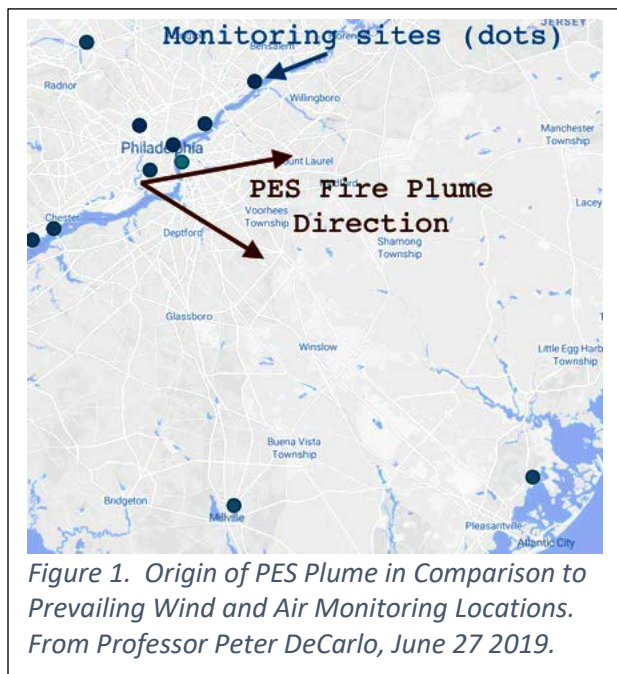 JERSEY
Monitoring sites (dots)
Bensalem
Radnor
Willingboro
Manchester
Township
Philadelphia
Mount Laurel
PES Fire Plume
Direction
Lacey
Chester
Voorhees
Township
Deptford
Shamong
Township
Glassboro
Winslow
Little Egg Harb
Township
Buena Vista
Township
Bridgeton
Millville
Pleasantville
Atlantic City
Figure 1. Origin of PES Plume in Comparison to
Prevailing Wind and Air Monitoring Locations.
From Professor Peter DeCarlo, June 27 2019.